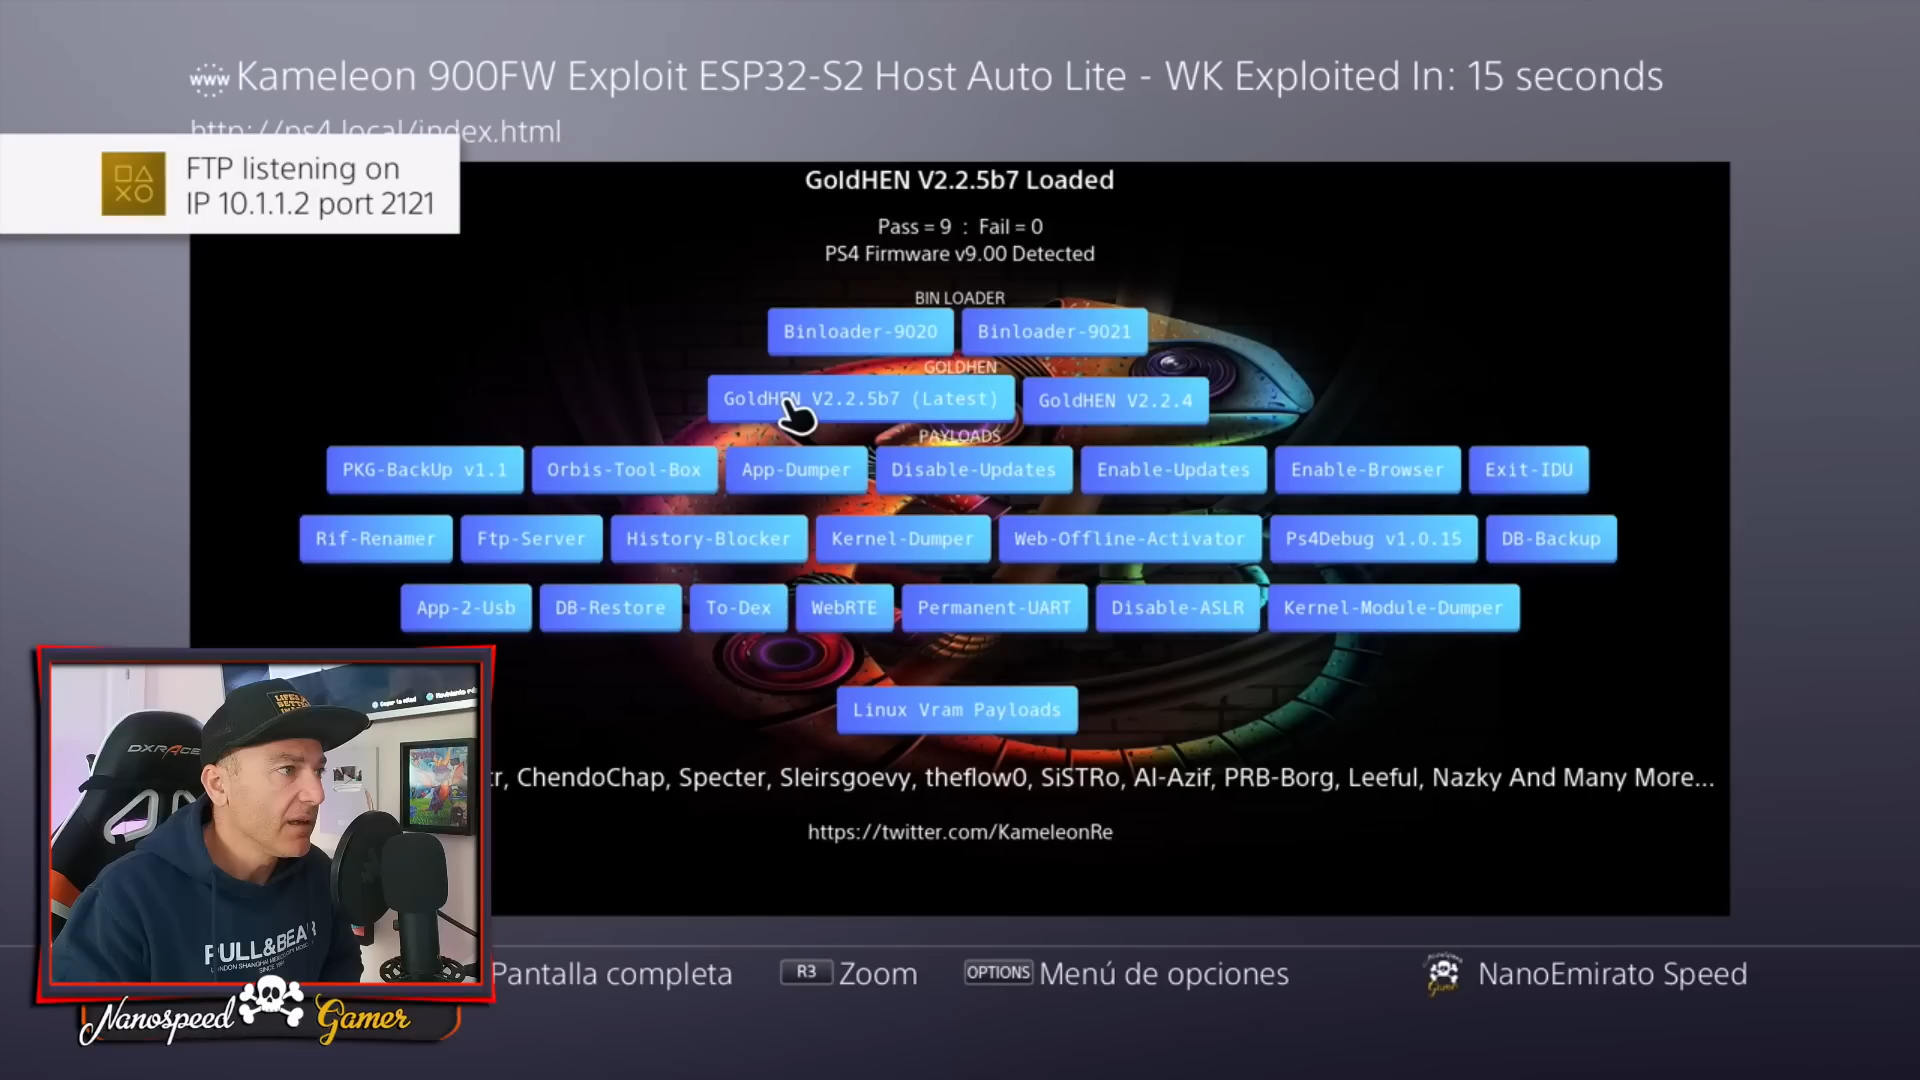 www Kameleon 900FW Exploit ESP32-S2 Host Auto Lite - WK Exploited In: 15 seconds
http://ps4.local/index.html
FTP listening on
IP 10.1.1.2 port 2121
GoldHEN V2.2.5b7 Loaded
Pass = 9 : Fail = 0
PS4 Firmware v9.00 Detected
BIN LOADER
Binloader-9020 Binloader-9021
GOLDHEN
GoldHEN V2.2.5b7 (Latest) GoldHEN V2.2.4
PAYLOADS
PKG-BackUp v1.1 Orbis-Tool-Box App-Dumper Disable-Updates Enable-Updates Enable-Browser Exit-IDU
Rif-Renamer Ftp-Server History-Blocker Kernel-Dumper Web-Offline-Activator Ps4Debug v1.0.15 DB-Backup
App-2-Usb DB-Restore To-Dex WebRTE Permanent-UART Disable-ASLR Kernel-Module-Dumper
Linux Vram Payloads
ChendoChap, Specter, Sleirsgoevy, theflow0, SiSTRo, Al-Azif, PRB-Borg, Leeful, Nazky And Many More...
https://twitter.com/KameleonRe
DXRACE
PULL&BEAR
Pantalla completa R3 Zoom OPTIONS Menú de opciones NanoEmirato Speed
Nanospeed Gamer